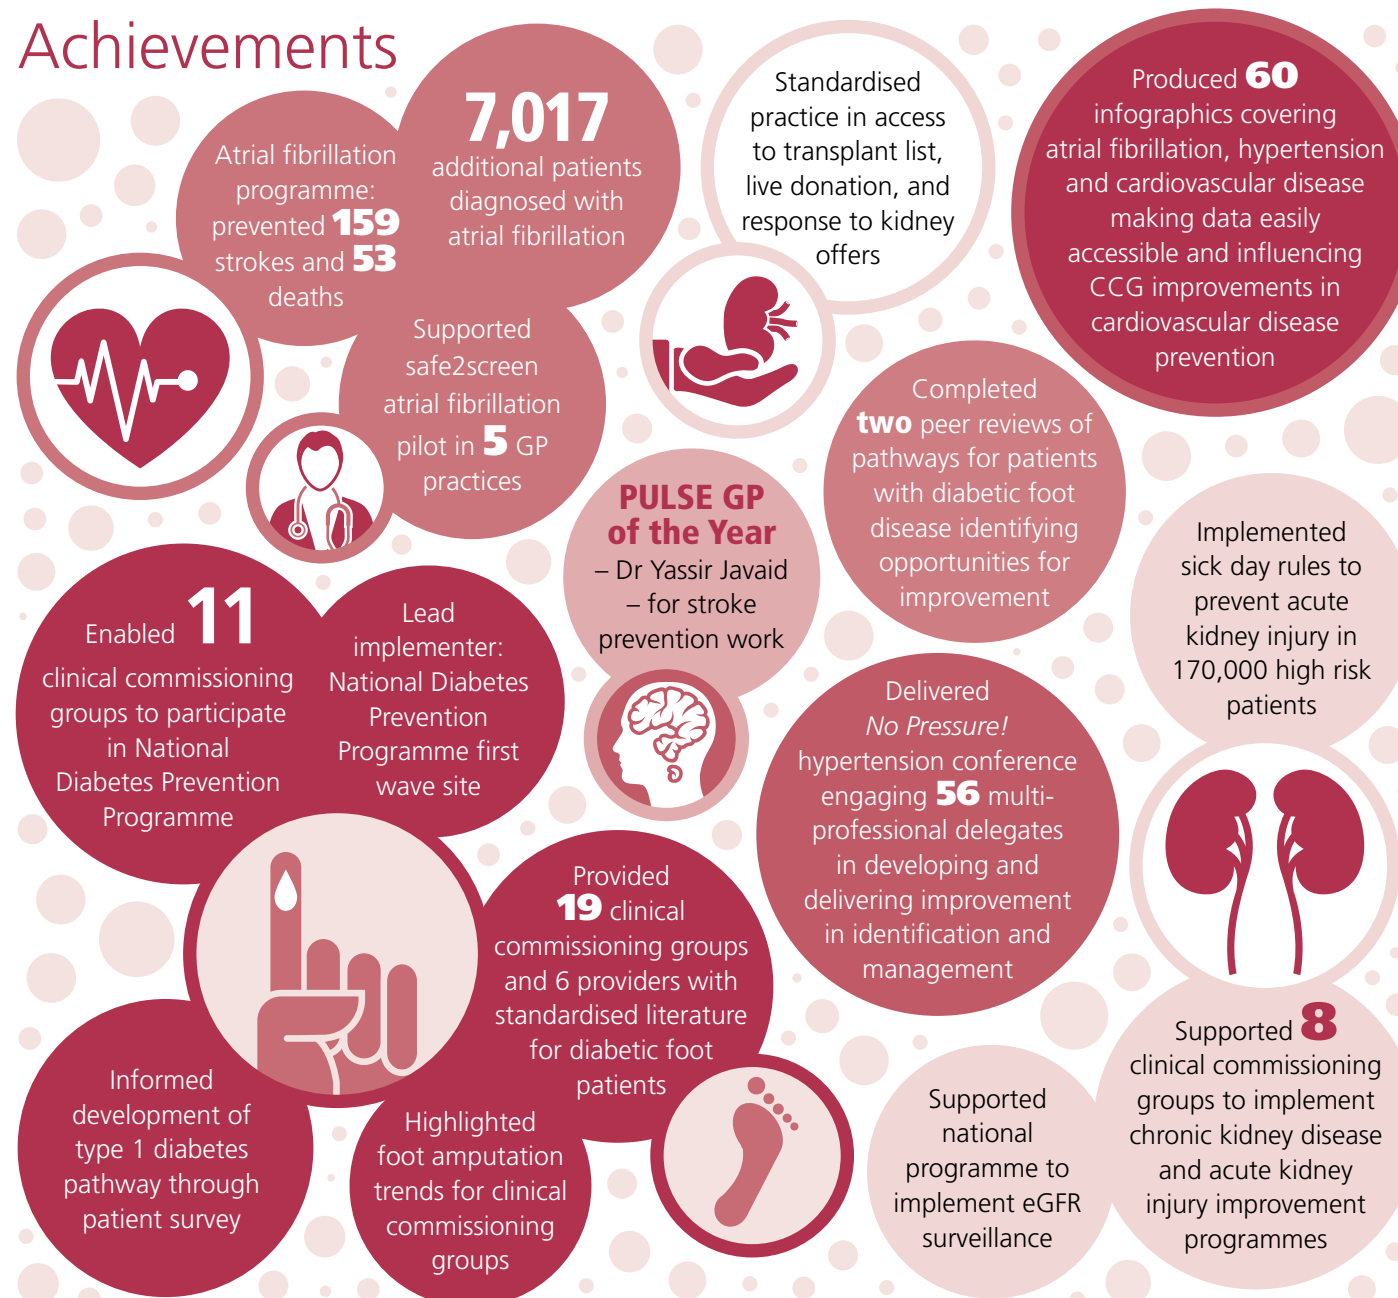 Achievements
Atrial fibrillation
programme:
prevented 159
strokes and 53
deaths
7,017
additional patients
diagnosed with
atrial fibrillation
Standardised
practice in access
to transplant list,
live donation, and
response to kidney
offers
Produced 60
infographics covering
atrial fibrillation, hypertension
and cardiovascular disease
making data easily
accessible and influencing
CCG improvements in
cardiovascular disease
prevention
Supported
safe2screen
atrial fibrillation
pilot in 5 GP
practices
PULSE GP
of the Year
– Dr Yassir Javaid
– for stroke
prevention work
Completed
two peer reviews of
pathways for patients
with diabetic foot
disease identifying
opportunities for
improvement
Implemented
sick day rules to
prevent acute
kidney injury in
170,000 high risk
patients
Enabled 11
clinical commissioning
groups to participate
in National
Diabetes Prevention
Programme
Lead
implementer:
National Diabetes
Prevention
Programme first
wave site
Delivered
No Pressure!
hypertension conference
engaging 56 multi-
professional delegates
in developing and
delivering improvement
in identification and
management
Provided
19 clinical
commissioning groups
and 6 providers with
standardised literature
for diabetic foot
patients
Informed
development of
type 1 diabetes
pathway through
patient survey
Highlighted
foot amputation
trends for clinical
commissioning
groups
Supported
national
programme to
implement eGFR
surveillance
Supported 8
clinical commissioning
groups to implement
chronic kidney disease
and acute kidney
injury improvement
programmes